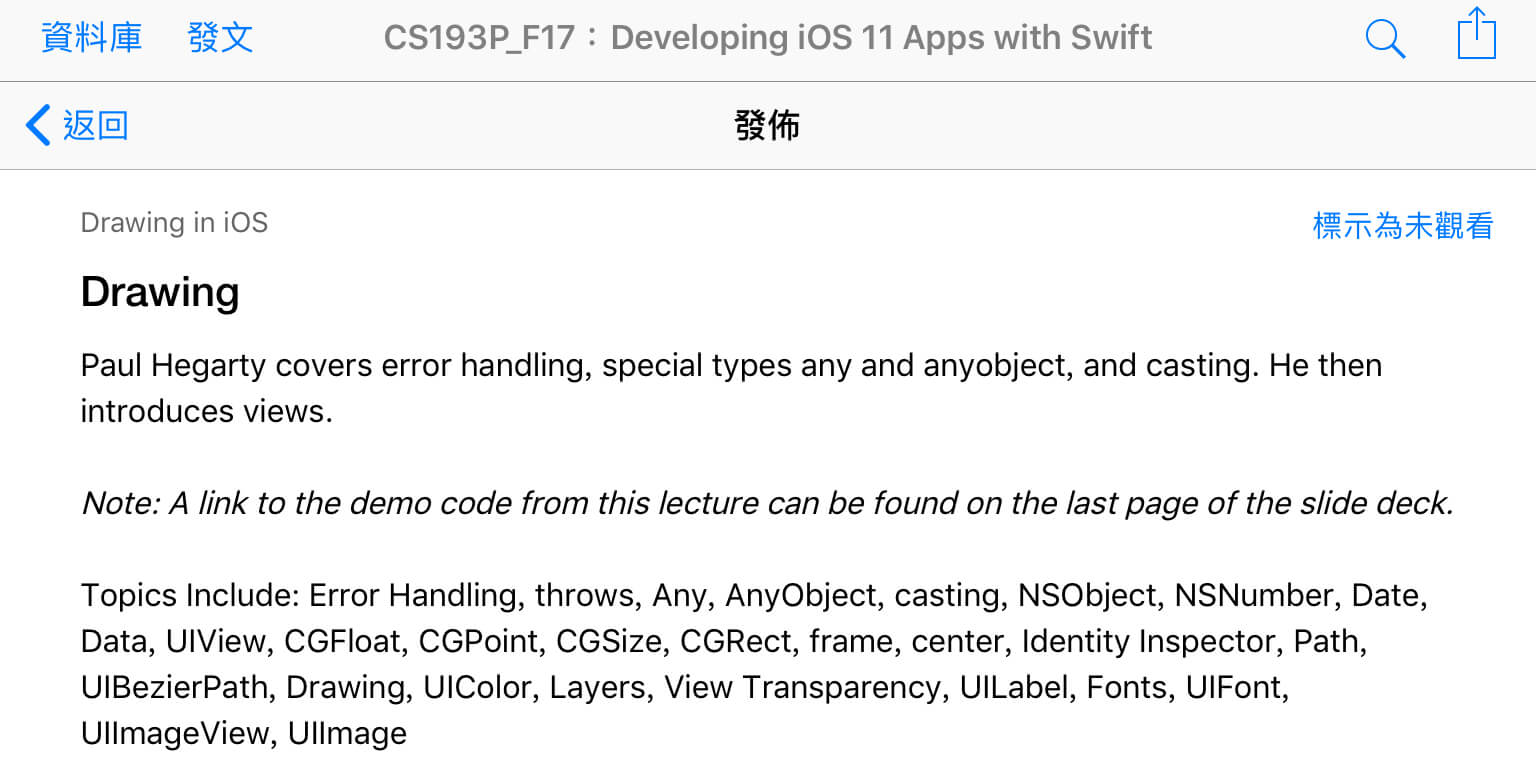 資料庫 發文 CS193P_F17：Developing iOS 11 Apps with Swift
返回 發佈
Drawing in iOS 標示為未觀看
Drawing
Paul Hegarty covers error handling, special types any and anyobject, and casting. He then
introduces views.
Note: A link to the demo code from this lecture can be found on the last page of the slide deck.
Topics Include: Error Handling, throws, Any, AnyObject, casting, NSObject, NSNumber, Date,
Data, UIView, CGFloat, CGPoint, CGSize, CGRect, frame, center, Identity Inspector, Path,
UIBezierPath, Drawing, UIColor, Layers, View Transparency, UILabel, Fonts, UIFont,
UIImageView, UIImage